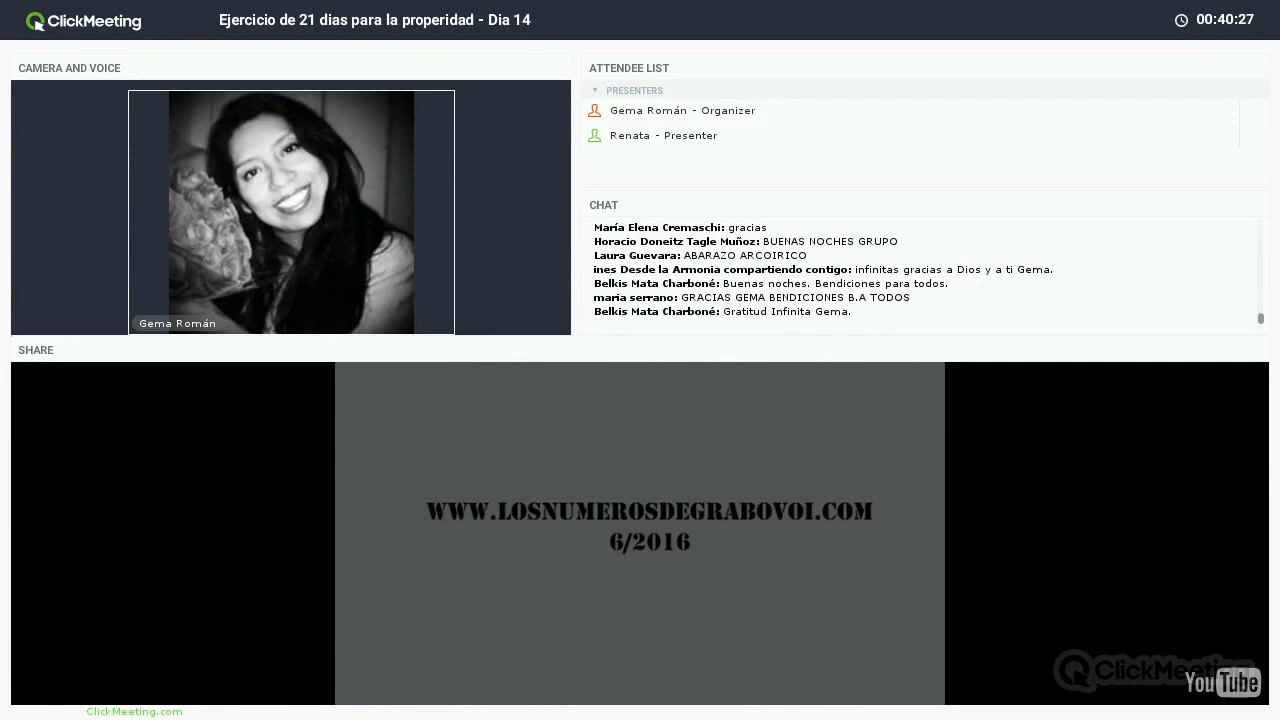 ClickMeeting
Ejercicio de 21 dias para la properidad - Dia 14
00:40:27
CAMERA AND VOICE
Gema Román
ATTENDEE LIST
PRESENTERS
Gema Román - Organizer
Renata - Presenter
CHAT
María Elena Cremaschi: gracias
Horacio Doneitz Tagle Muñoz: BUENAS NOCHES GRUPO
Laura Guevara: ABARAZO ARCOIRICO
ines Desde la Armonia compartiendo contigo: infinitas gracias a Dios y a ti Gema.
Belkis Mata Charboné: Buenas noches. Bendiciones para todos.
maria serrano: GRACIAS GEMA BENDICIONES B.A TODOS
Belkis Mata Charboné: Gratitud Infinita Gema.
SHARE
WWW.LOSNUMEROSDEGRABOVOI.COM
6/2016
ClickMeeting
YouTube
ClickMeeting.com